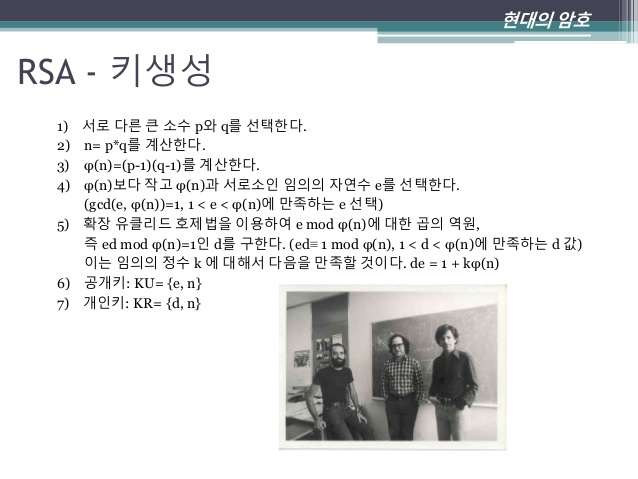 현대의 암호
RSA - 키생성
1) 서로 다른 큰 소수 p와 q를 선택한다.
2) n= p*q를 계산한다.
3) φ(n)=(p-1)(q-1)를 계산한다.
4) φ(n)보다 작고 φ(n)과 서로소인 임의의 자연수 e를 선택한다.
(gcd(e, φ(n))=1, 1 < e < φ(n)에 만족하는 e 선택)
5) 확장 유클리드 호제법을 이용하여 e mod φ(n)에 대한 곱의 역원,
즉 ed mod φ(n)=1인 d를 구한다. (ed≡ 1 mod φ(n), 1 < d < φ(n)에 만족하는 d 값)
이는 임의의 정수 k 에 대해서 다음을 만족할 것이다. de = 1 + kφ(n)
6) 공개키: KU= {e, n}
7) 개인키: KR= {d, n}